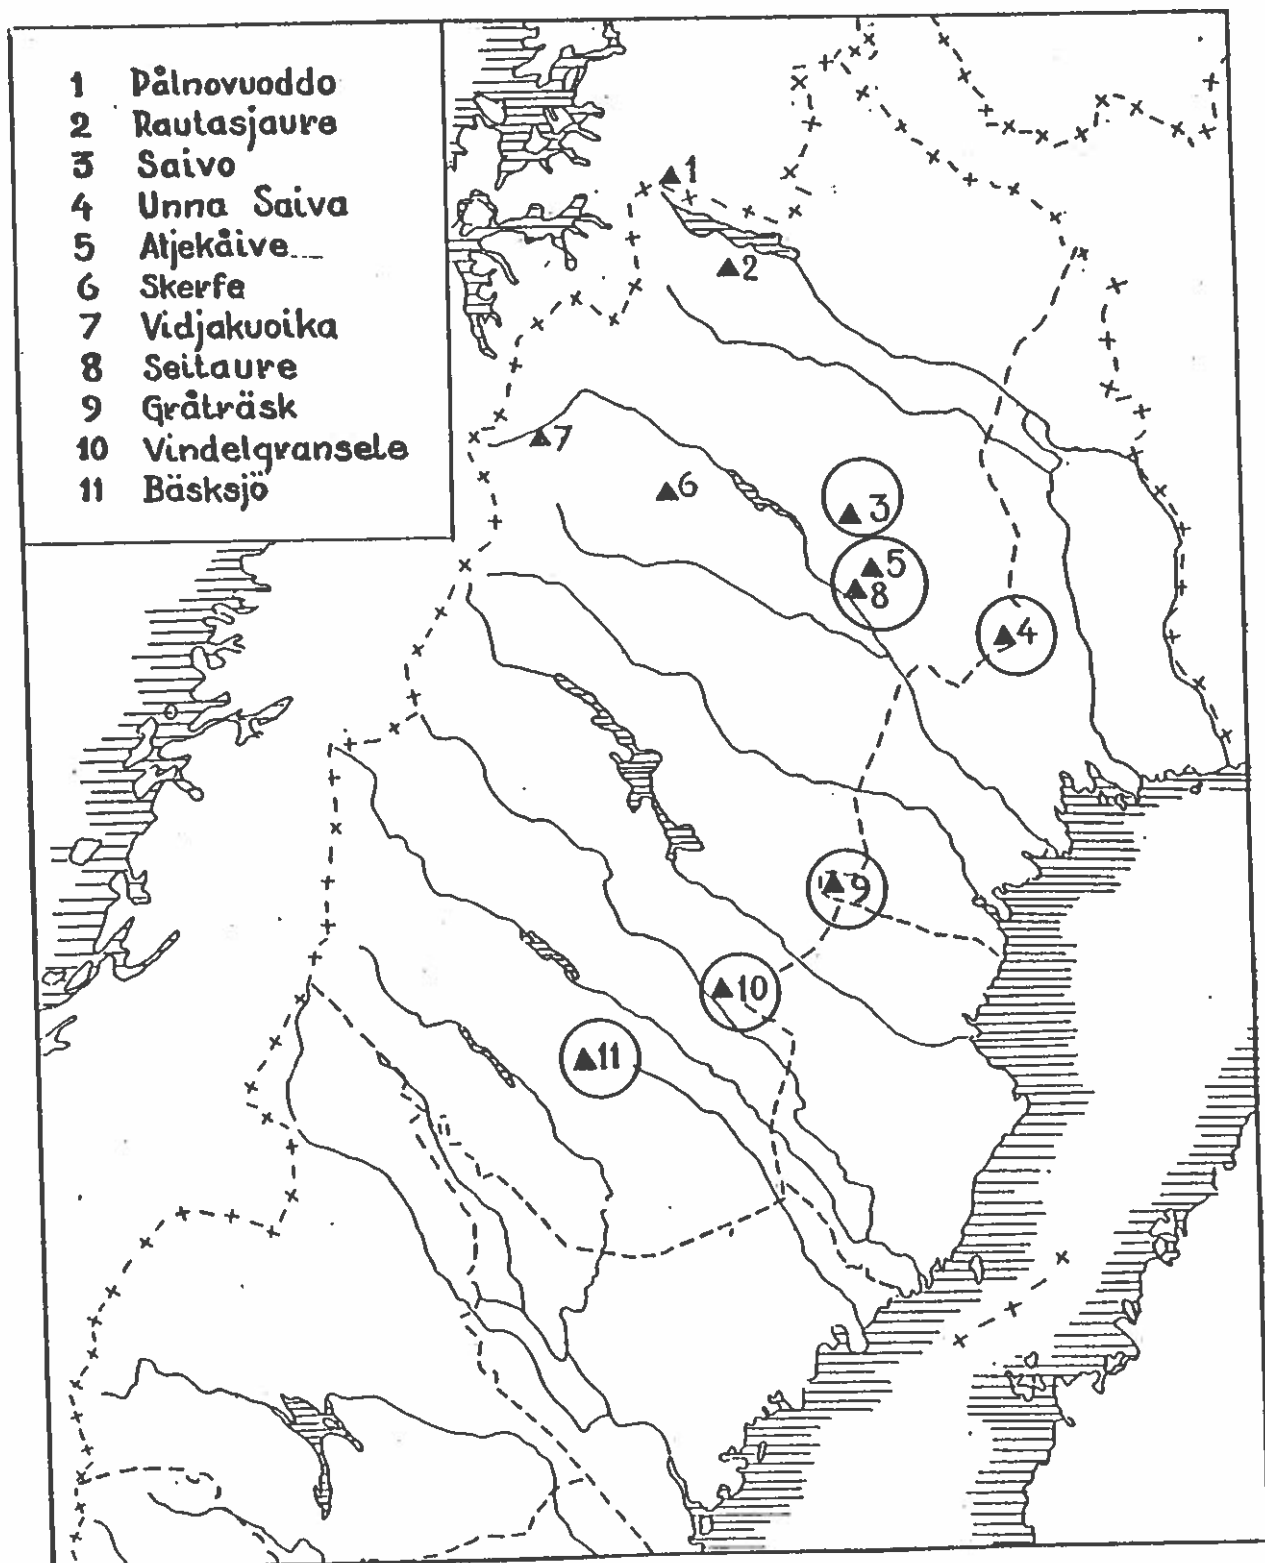 1 Pålnovuoddo
2 Rautasjaure
3 Saivo
4 Unna Saiva
5 Atjekåive
6 Skerfe
7 Vidjakuoika
8 Seitaure
9 Gråträsk
10 Vindelgransele
11 Bäsksjö
1
2
7
6
3
5
8
4
9
10
11